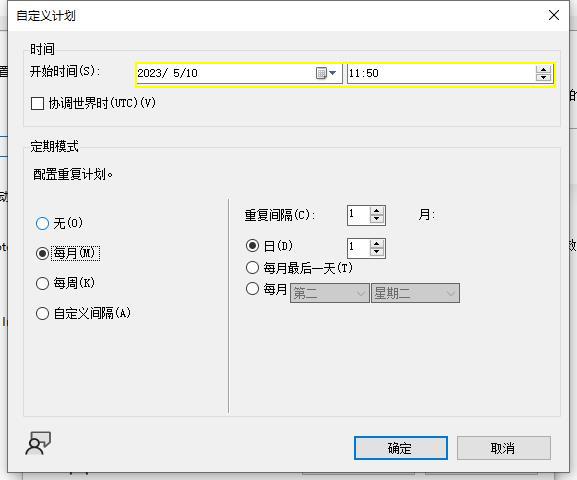 自定义计划
时间
开始时间(S): 2023/ 5/10 11:50
协调世界时(UTC)(V)
定期模式
配置重复计划。
无(O)
每月(M)
每周(K)
自定义间隔(A)
重复间隔(C): 1 月:
日(D) 1
每月最后一天(T)
每月 第二 星期二
确定 取消